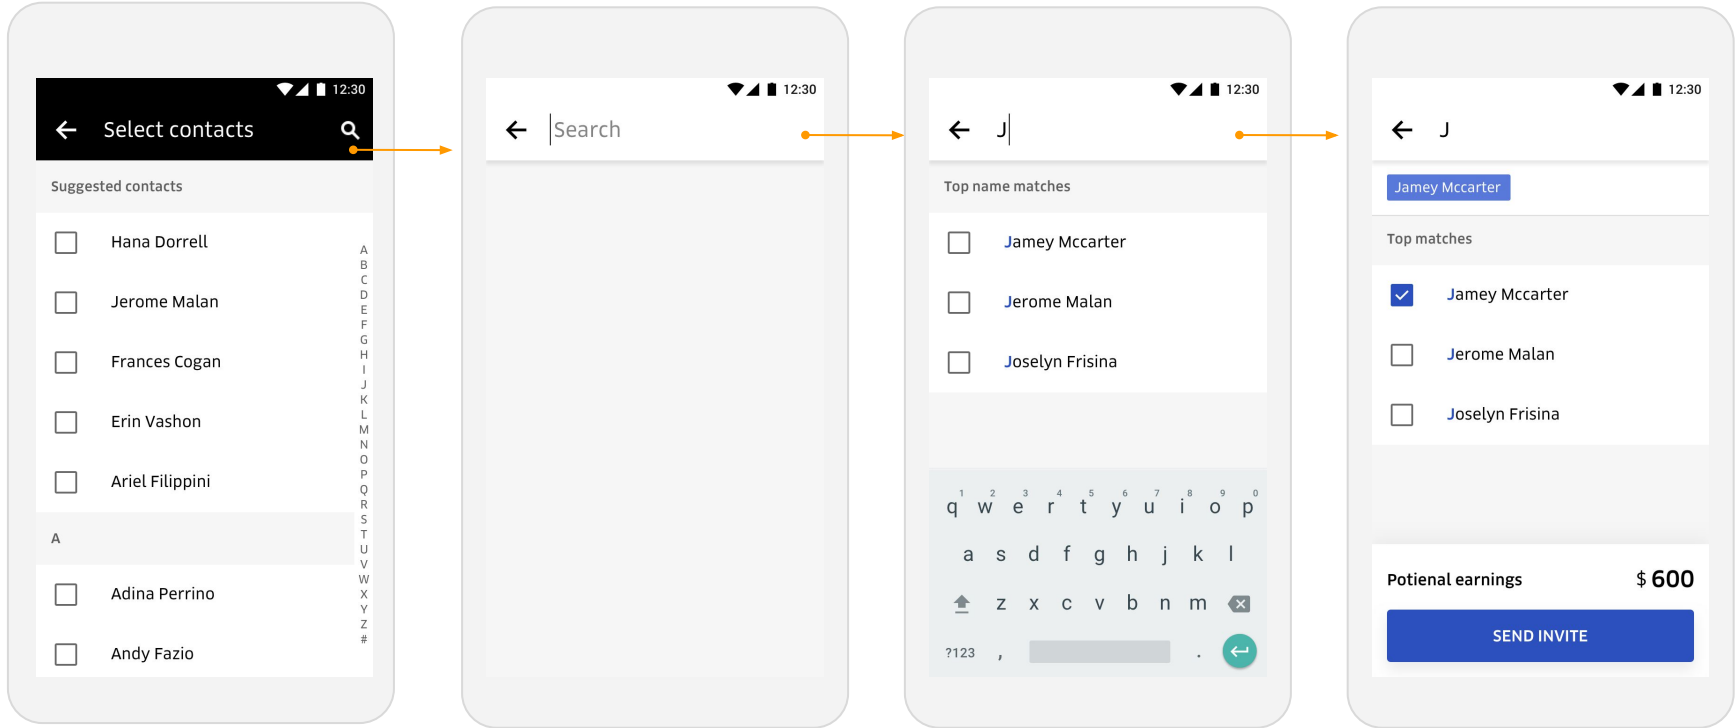 12:30
Select contacts
Suggested contacts
Hana Dorrell
Jerome Malan
Frances Cogan
Erin Vashon
Ariel Filippini
A
Adina Perrino
Andy Fazio
A
B
C
D
E
F
G
H
I
J
K
L
M
N
O
P
Q
R
S
T
U
V
W
X
Y
Z
#
12:30
Search
12:30
J
Top name matches
Jamey Mccarter
Jerome Malan
Joselyn Frisina
1 2 3 4 5 6 7 8 9 0
q w e r t y u i o p
a s d f g h j k l
z x c v b n m
?123 , .
12:30
J
Jamey Mccarter
Top matches
Jamey Mccarter
Jerome Malan
Joselyn Frisina
Potienal earnings $ 600
SEND INVITE